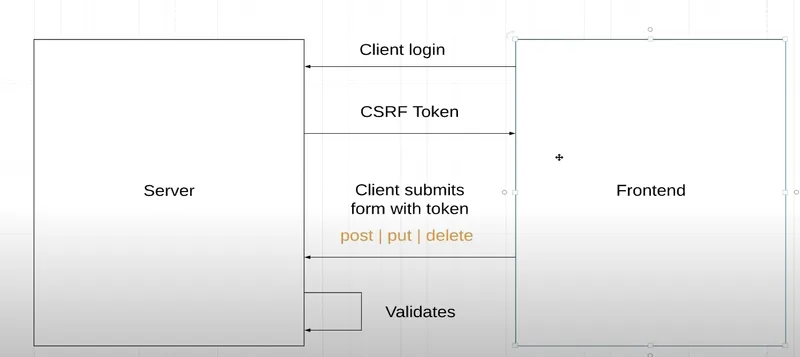 Client login
CSRF Token
Server
Client submits
form with token
Frontend
post | put | delete
Validates